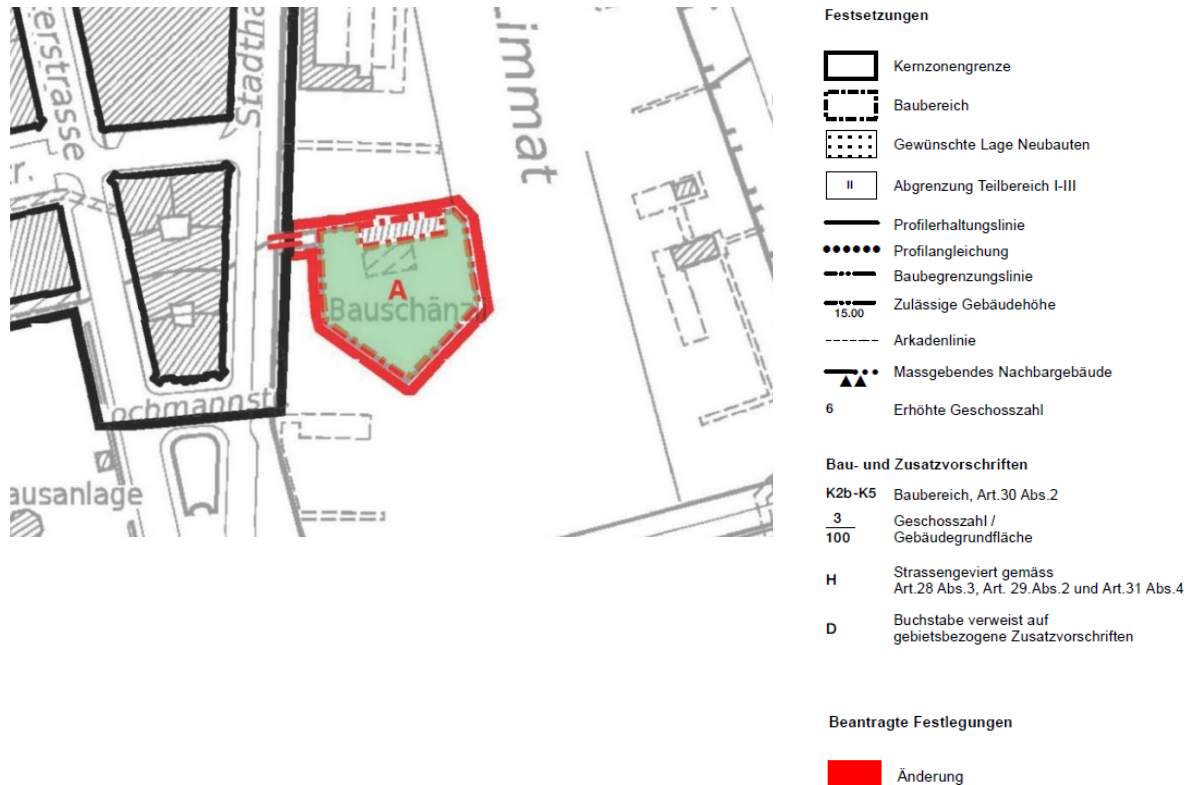 erstrasse
Stadtha
Limmat
r.
A
Bauschänzli
ochmannstr.
ausanlage
Festsetzungen
Kernzonengrenze
Baubereich
Gewünschte Lage Neubauten
II Abgrenzung Teilbereich I-III
Profilerhaltungslinie
Profilangleichung
Baubegrenzungslinie
15.00 Zulässige Gebäudehöhe
Arkadenlinie
Massgebendes Nachbargebäude
6 Erhöhte Geschosszahl
Bau- und Zusatzvorschriften
K2b-K5 Baubereich, Art.30 Abs.2
3 Geschosszahl /
100 Gebäudegrundfläche
H Strassengeviert gemäss
Art.28 Abs.3, Art. 29.Abs.2 und Art.31 Abs.4
D Buchstabe verweist auf
gebietsbezogene Zusatzvorschriften
Beantragte Festlegungen
Änderung